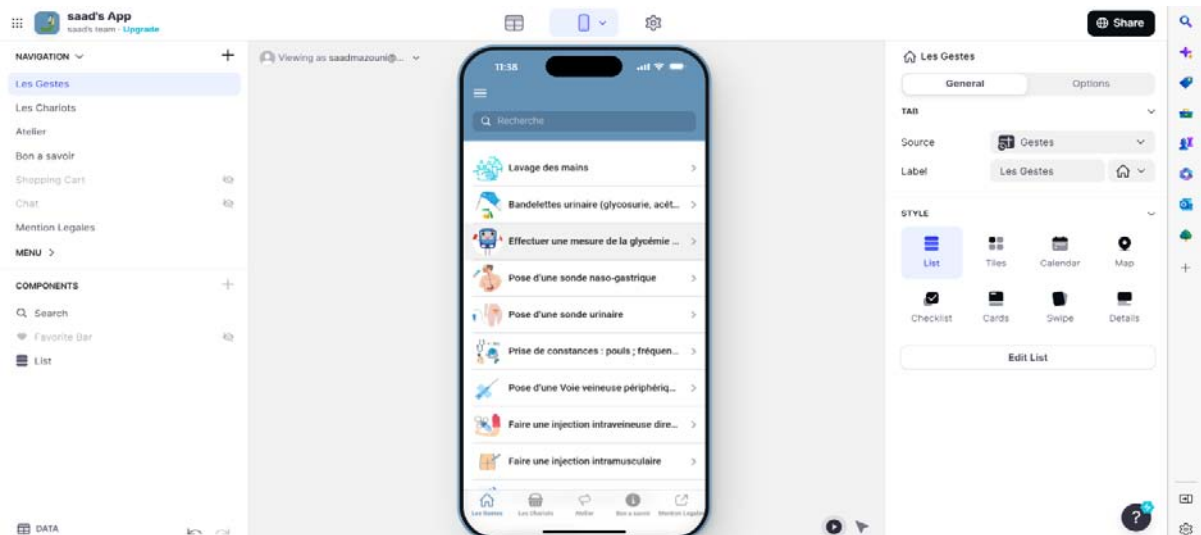 saad's App
saad's team - Upgrade
Share
NAVIGATION
Les Gestes
Les Chariots
Atelier
Bon a savoir
Shopping Cart
Chat
Mention Legales
MENU
COMPONENTS
Search
Favorite Bar
List
DATA
Viewing as saadmazouni@...
11:38
Recherche
Lavage des mains
Bandelettes urinaire (glycosurie, acét...
Effectuer une mesure de la glycémie ...
Pose d'une sonde naso-gastrique
Pose d'une sonde urinaire
Prise de constances : pouls ; fréquen...
Pose d'une Voie veineuse périphériq...
Faire une injection intraveineuse dire...
Faire une injection intramusculaire
Les Gestes Les Chariots Atelier Bon a savoir Mention Legales
Les Gestes
General Options
TAB
Source Gestes
Label Les Gestes
STYLE
List Tiles Calendar Map
Checklist Cards Swipe Details
Edit List
?